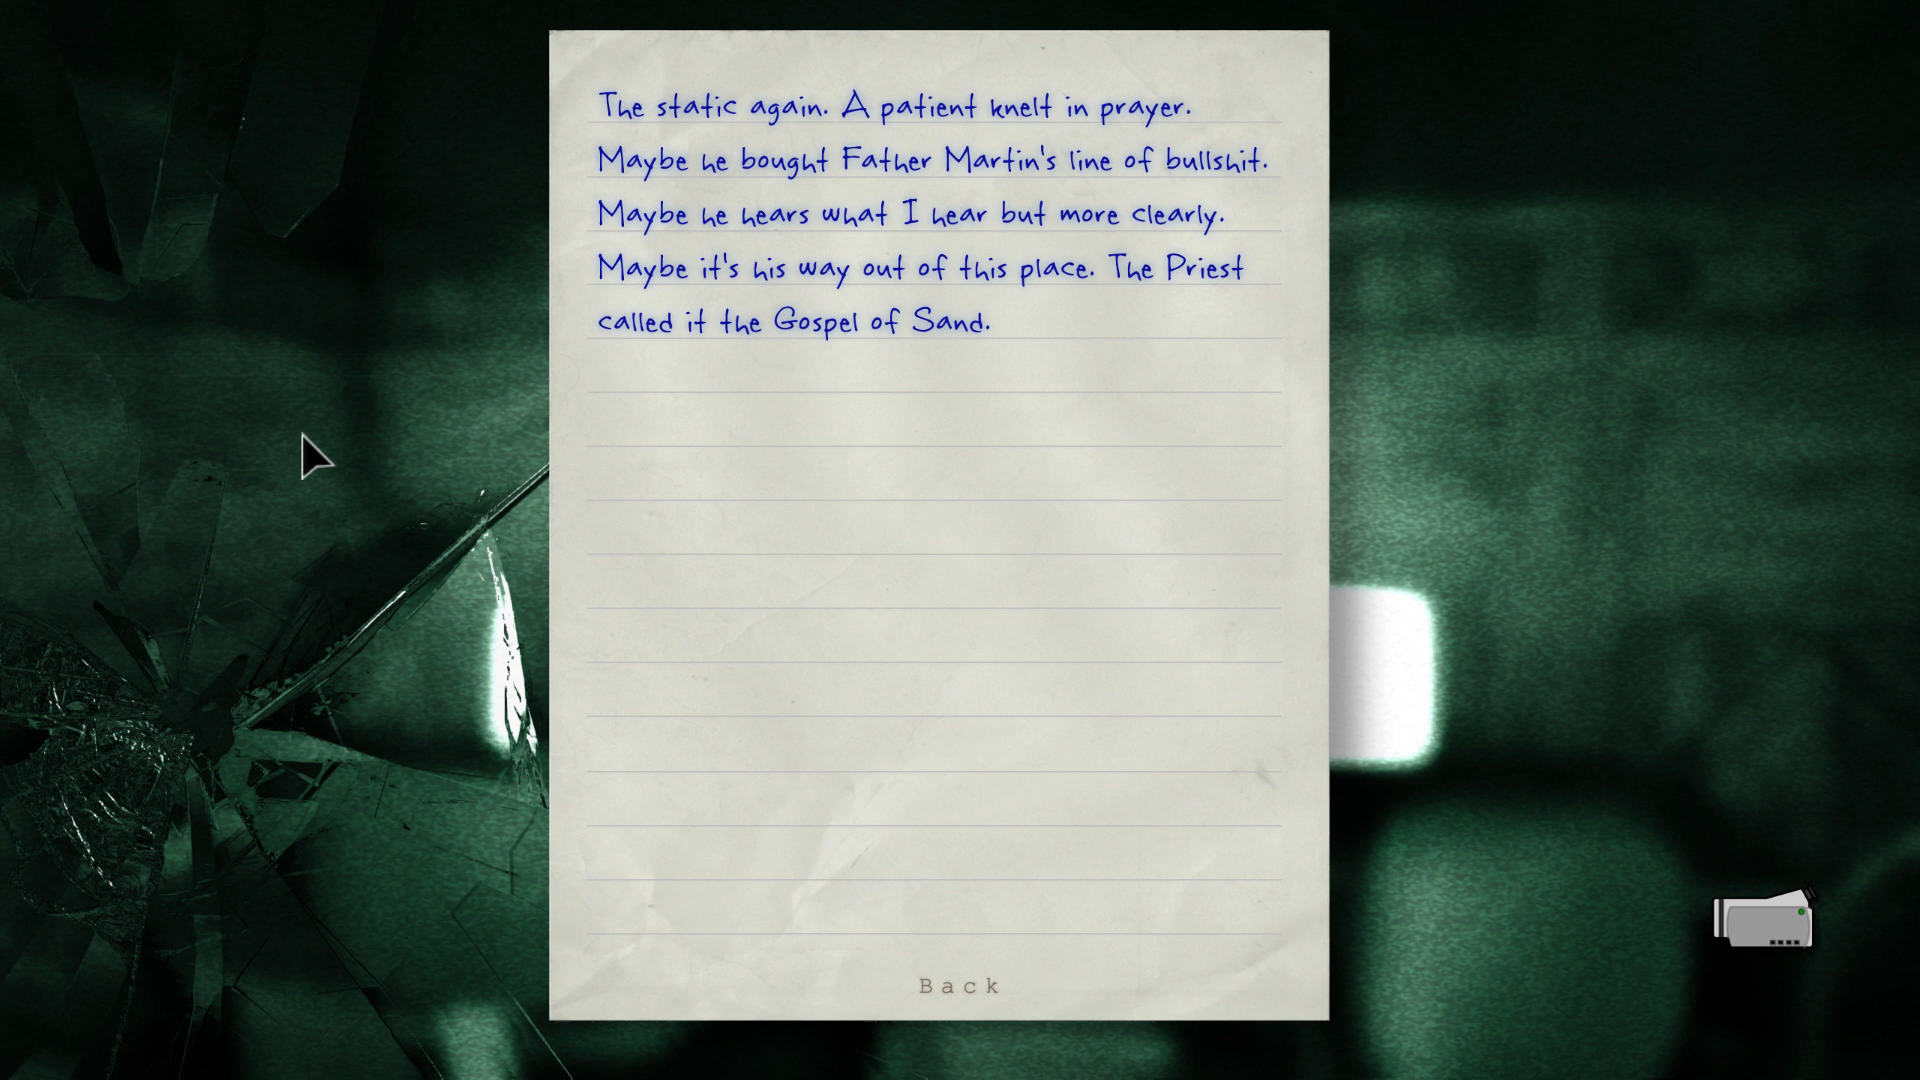 The static again. A patient knelt in prayer.
Maybe he bought Father Martin's line of bullshit.
Maybe he hears what I hear but more clearly.
Maybe it's his way out of this place. The Priest
called it the Gospel of Sand.
Back